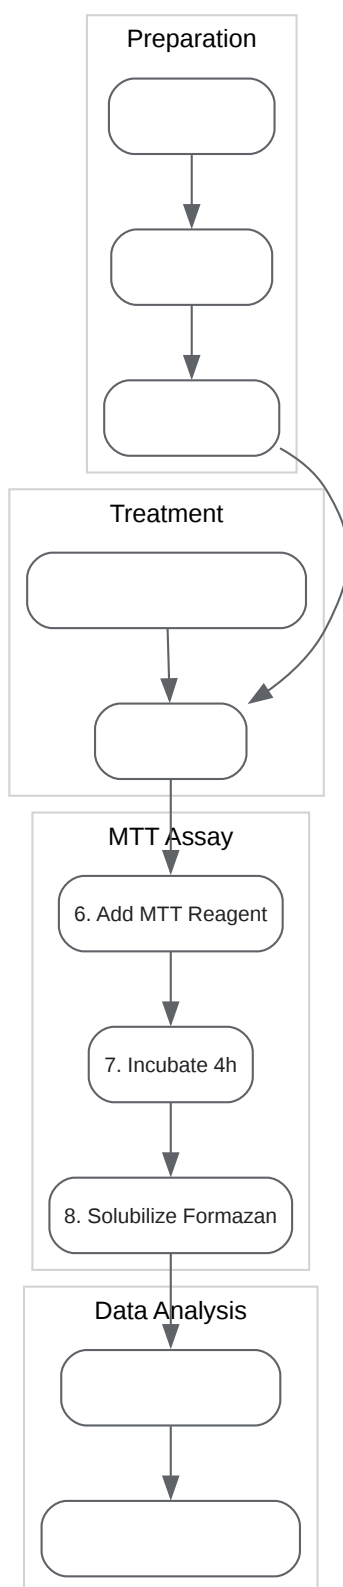 Preparation
Treatment
MTT Assay
6. Add MTT Reagent
7. Incubate 4h
8. Solubilize Formazan
Data Analysis